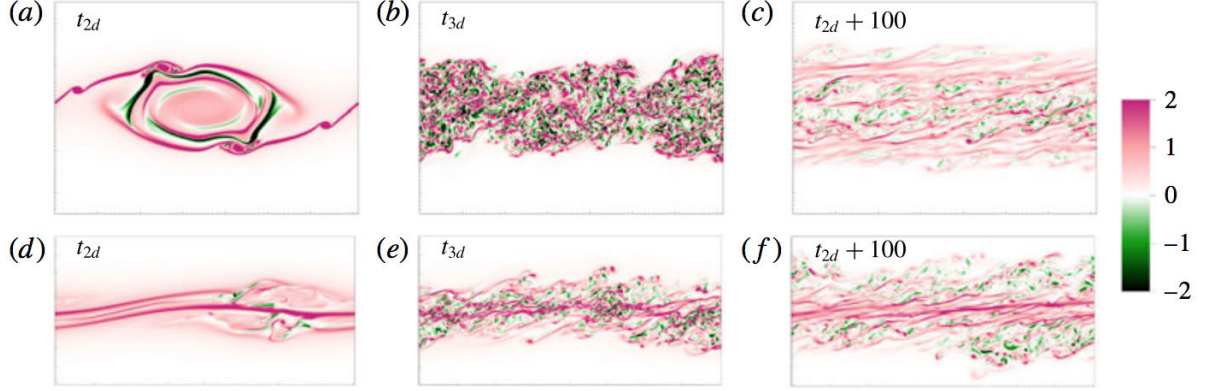 (a) t2d
(b) t3d
(c) t2d + 100
2
1
0
−1
−2
(d) t2d
(e) t3d
(f) t2d + 100